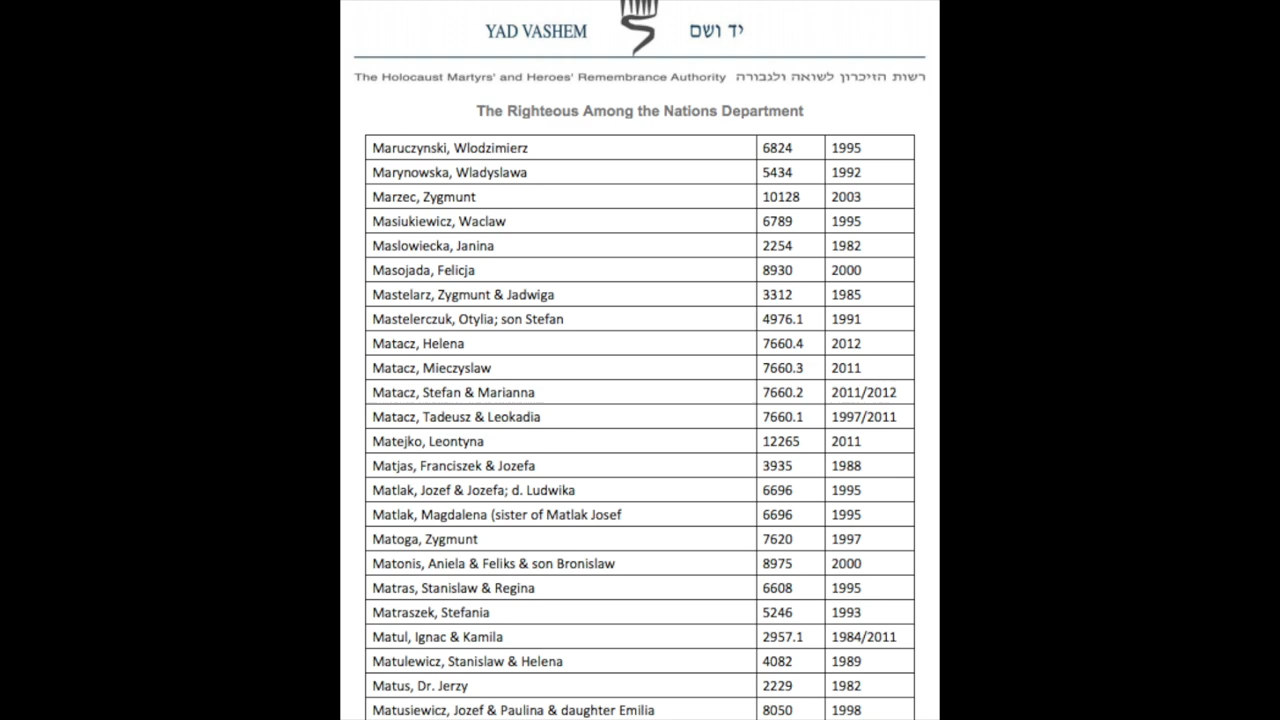 YAD VASHEM יד ושם
The Holocaust Martyrs' and Heroes' Remembrance Authority רשות הזיכרון לשואה ולגבורה
The Righteous Among the Nations Department
Maruczynski, Wlodzimierz 6824 1995
Marynowska, Wladyslawa 5434 1992
Marzec, Zygmunt 10128 2003
Masiukiewicz, Waclaw 6789 1995
Maslowiecka, Janina 2254 1982
Masojada, Felicja 8930 2000
Mastelarz, Zygmunt & Jadwiga 3312 1985
Mastelerczuk, Otylia; son Stefan 4976.1 1991
Matacz, Helena 7660.4 2012
Matacz, Mieczyslaw 7660.3 2011
Matacz, Stefan & Marianna 7660.2 2011/2012
Matacz, Tadeusz & Leokadia 7660.1 1997/2011
Matejko, Leontyna 12265 2011
Matjas, Franciszek & Jozefa 3935 1988
Matlak, Jozef & Jozefa; d. Ludwika 6696 1995
Matlak, Magdalena (sister of Matlak Josef 6696 1995
Matoga, Zygmunt 7620 1997
Matonis, Aniela & Feliks & son Bronislaw 8975 2000
Matras, Stanislaw & Regina 6608 1995
Matraszek, Stefania 5246 1993
Matul, Ignac & Kamila 2957.1 1984/2011
Matulewicz, Stanislaw & Helena 4082 1989
Matus, Dr. Jerzy 2229 1982
Matusiewicz, Jozef & Paulina & daughter Emilia 8050 1998